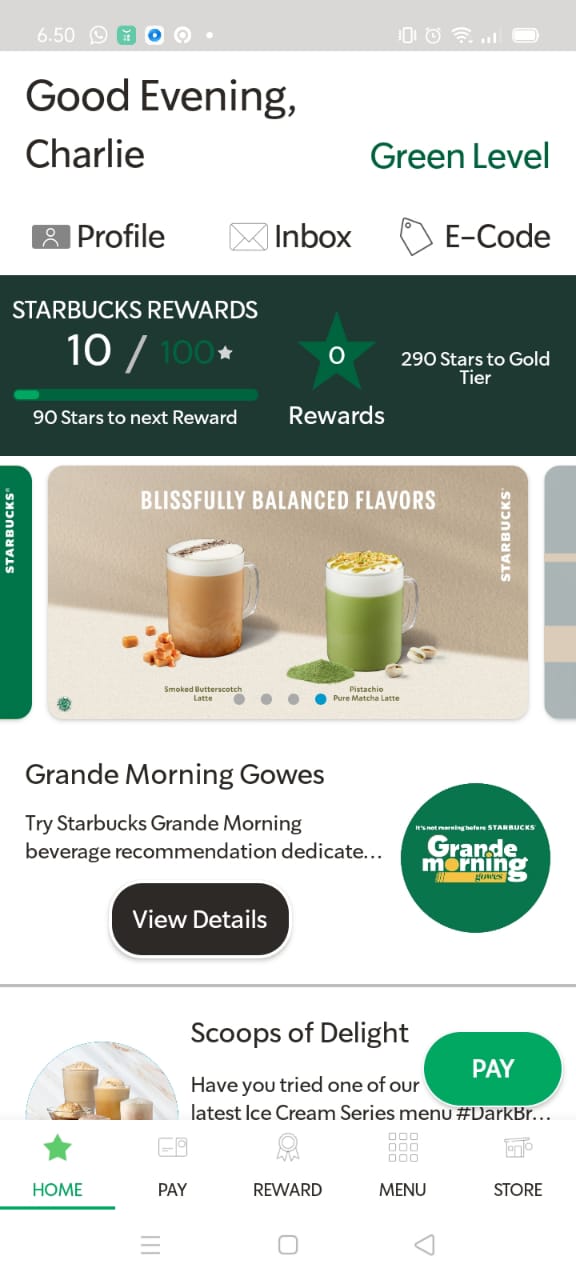 6.50
Good Evening,
Charlie
Green Level
Profile
Inbox
E-Code
STARBUCKS REWARDS
10 / 100
90 Stars to next Reward
0
Rewards
290 Stars to Gold
Tier
STARBUCKS
BLISSFULLY BALANCED FLAVORS
STARBUCKS
Smoked Butterscotch
Latte
Pistachio
Pure Matcha Latte
Grande Morning Gowes
Try Starbucks Grande Morning
beverage recommendation dedicate...
It's not morning before STARBUCKS
Grande
morning
gowes
View Details
Scoops of Delight
Have you tried one of our
latest Ice Cream Series menu #DarkBr...
PAY
HOME
PAY
REWARD
MENU
STORE